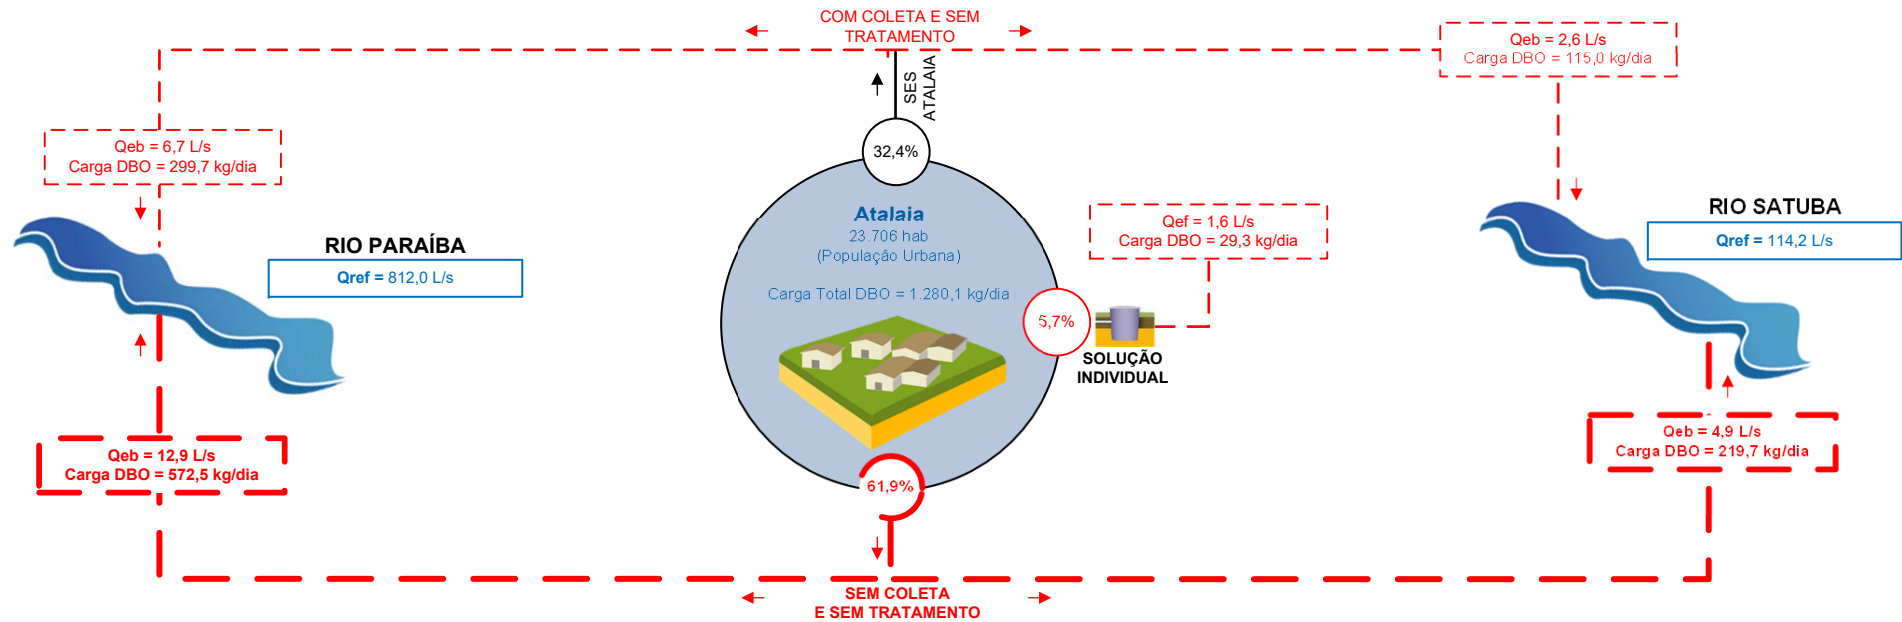 COM COLETA E SEM
TRATAMENTO
SES
ATALAIA
Qeb = 2,6 L/s
Carga DBO = 115,0 kg/dia
Qeb = 6,7 L/s
Carga DBO = 299,7 kg/dia
32,4%
Atalaia
23.706 hab
(População Urbana)
Carga Total DBO = 1.280,1 kg/dia
Qef = 1,6 L/s
Carga DBO = 29,3 kg/dia
RIO SATUBA
Qref = 114,2 L/s
RIO PARAÍBA
Qref = 812,0 L/s
5,7%
SOLUÇÃO
INDIVIDUAL
Qeb = 12,9 L/s
Carga DBO = 572,5 kg/dia
61,9%
Qeb = 4,9 L/s
Carga DBO = 219,7 kg/dia
SEM COLETA
E SEM TRATAMENTO